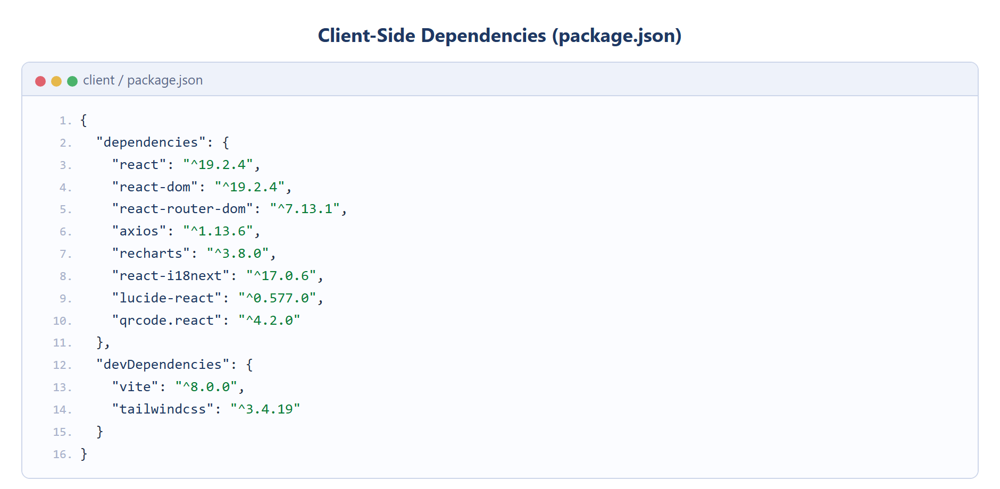 Client-Side Dependencies (package.json)
client / package.json
1. {
2.   "dependencies": {
3.     "react": "^19.2.4",
4.     "react-dom": "^19.2.4",
5.     "react-router-dom": "^7.13.1",
6.     "axios": "^1.13.6",
7.     "recharts": "^3.8.0",
8.     "react-i18next": "^17.0.6",
9.     "lucide-react": "^0.577.0",
10.     "qrcode.react": "^4.2.0"
11.   },
12.   "devDependencies": {
13.     "vite": "^8.0.0",
14.     "tailwindcss": "^3.4.19"
15.   }
16. }